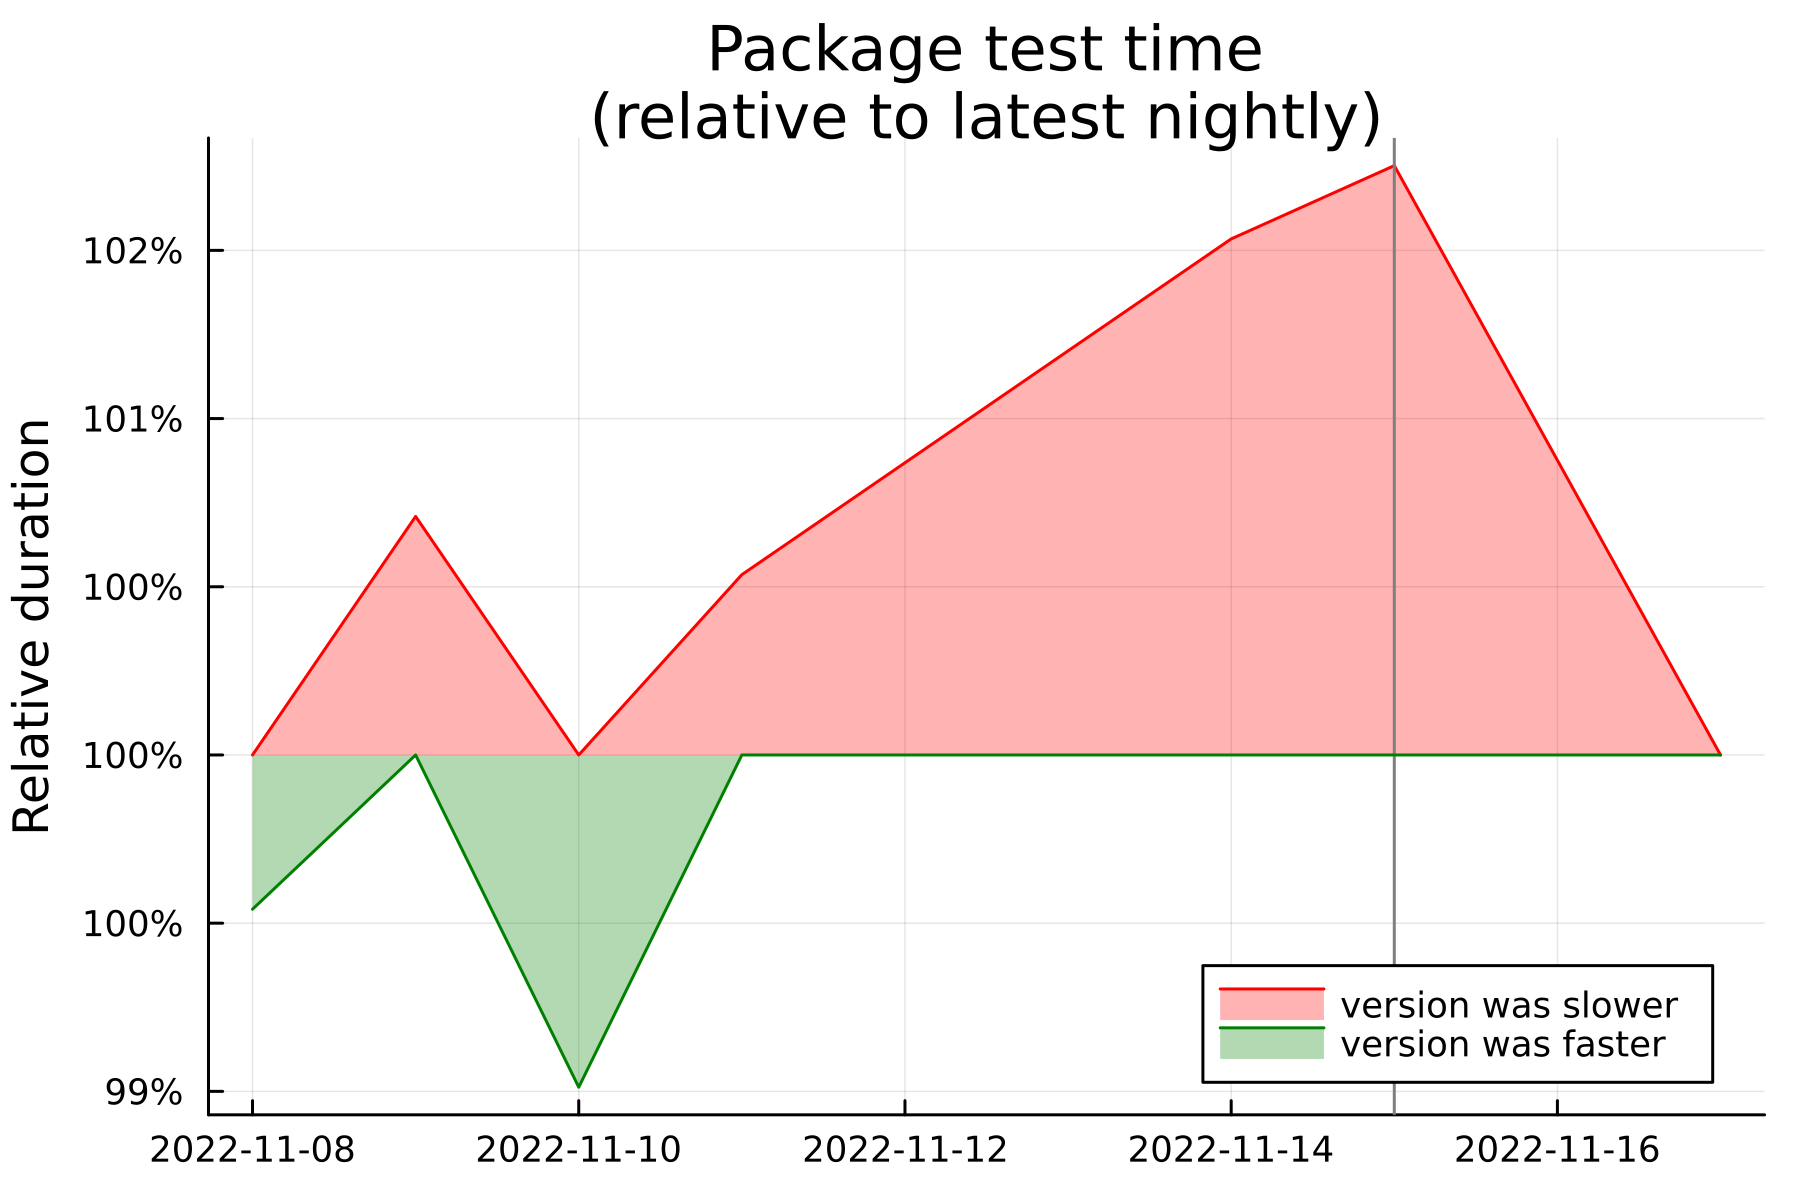 Package test time
(relative to latest nightly)
Relative duration
102%
101%
100%
100%
100%
99%
version was slower
version was faster
2022-11-08
2022-11-10
2022-11-12
2022-11-14
2022-11-16